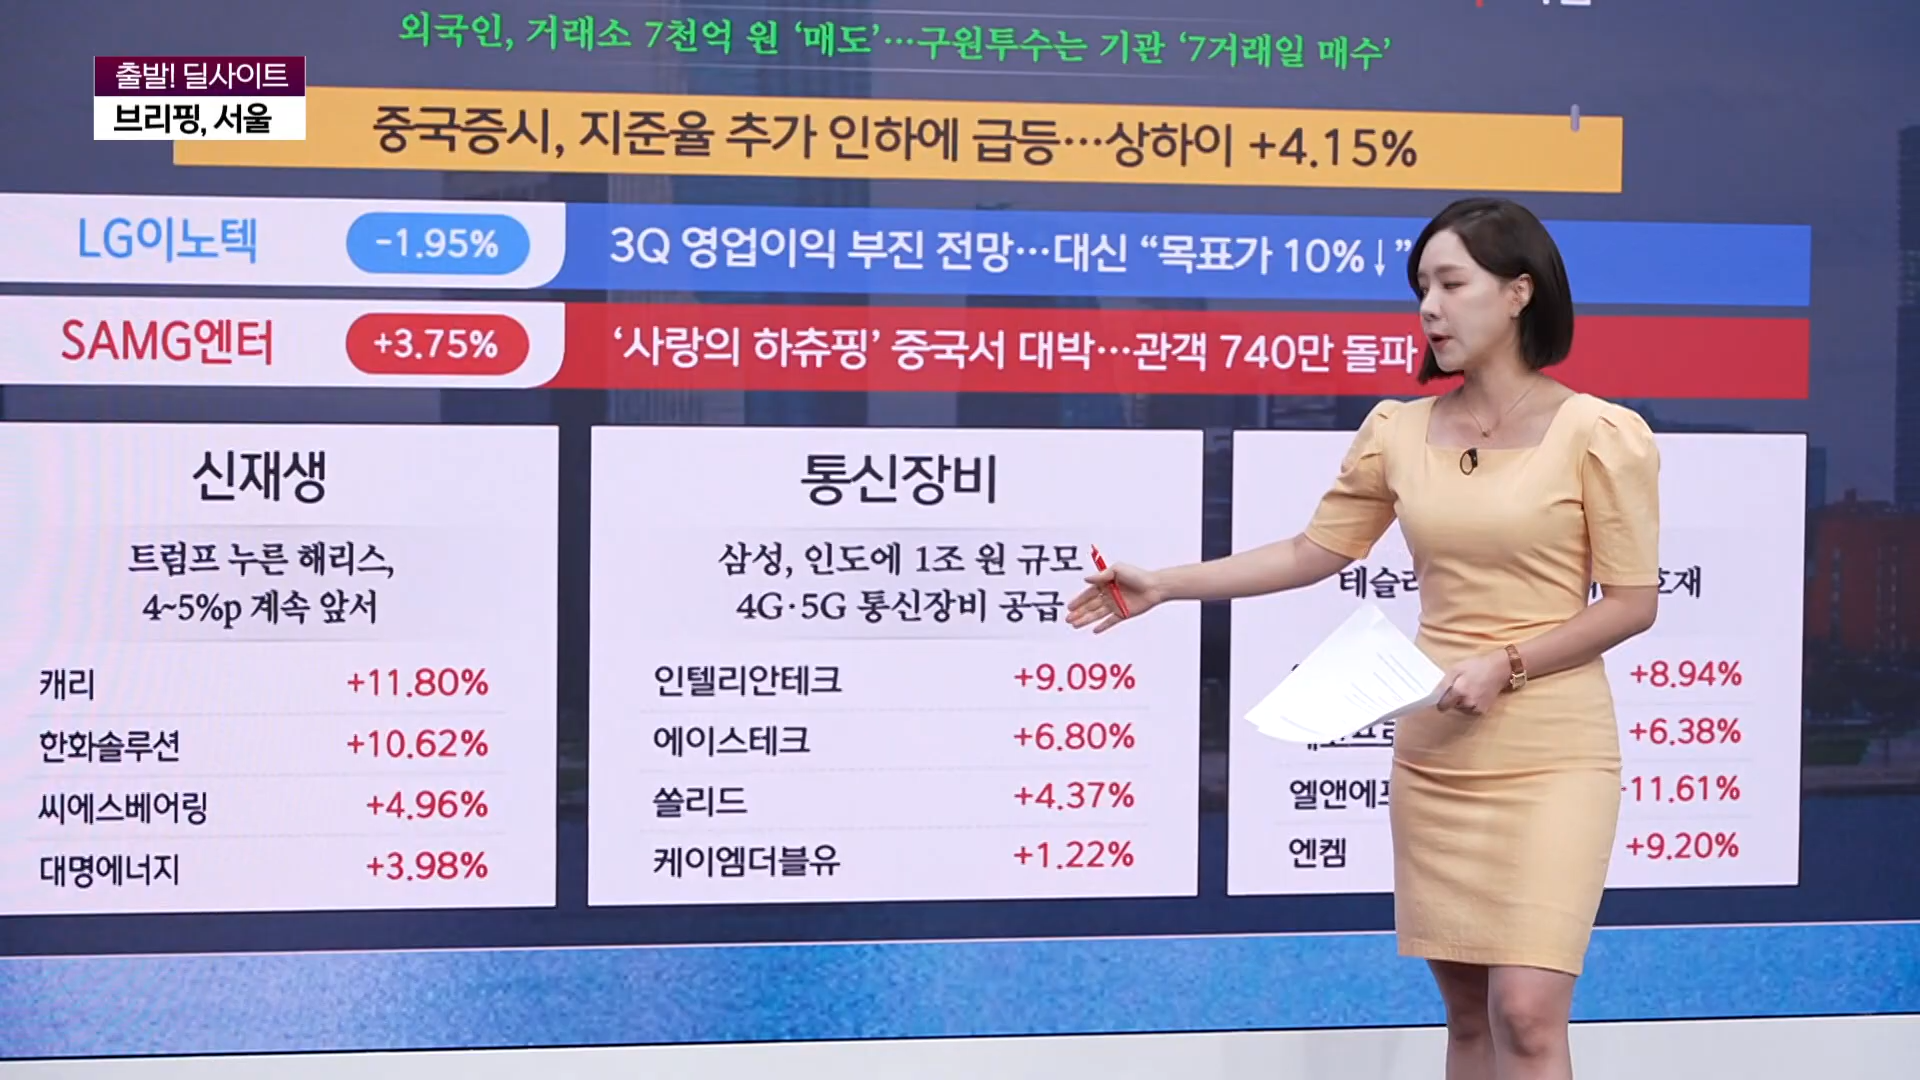 외국인, 거래소 7천억 원 ‘매도’…구원투수는 기관 ‘7거래일 매수’
출발! 딜사이트
브리핑, 서울
중국증시, 지준율 추가 인하에 급등…상하이 +4.15%
LG이노텍 -1.95% 3Q 영업이익 부진 전망…대신 “목표가 10%↓”
SAMG엔터 +3.75% ‘사랑의 하츄핑’ 중국서 대박…관객 740만 돌파
신재생
트럼프 누른 해리스,
4~5%p 계속 앞서
캐리 +11.80%
한화솔루션 +10.62%
씨에스베어링 +4.96%
대명에너지 +3.98%
통신장비
삼성, 인도에 1조 원 규모
4G·5G 통신장비 공급
인텔리안테크 +9.09%
에이스테크 +6.80%
쏠리드 +4.37%
케이엠더블유 +1.22%
호재
+8.94%
+6.38%
11.61%
엔켐 +9.20%